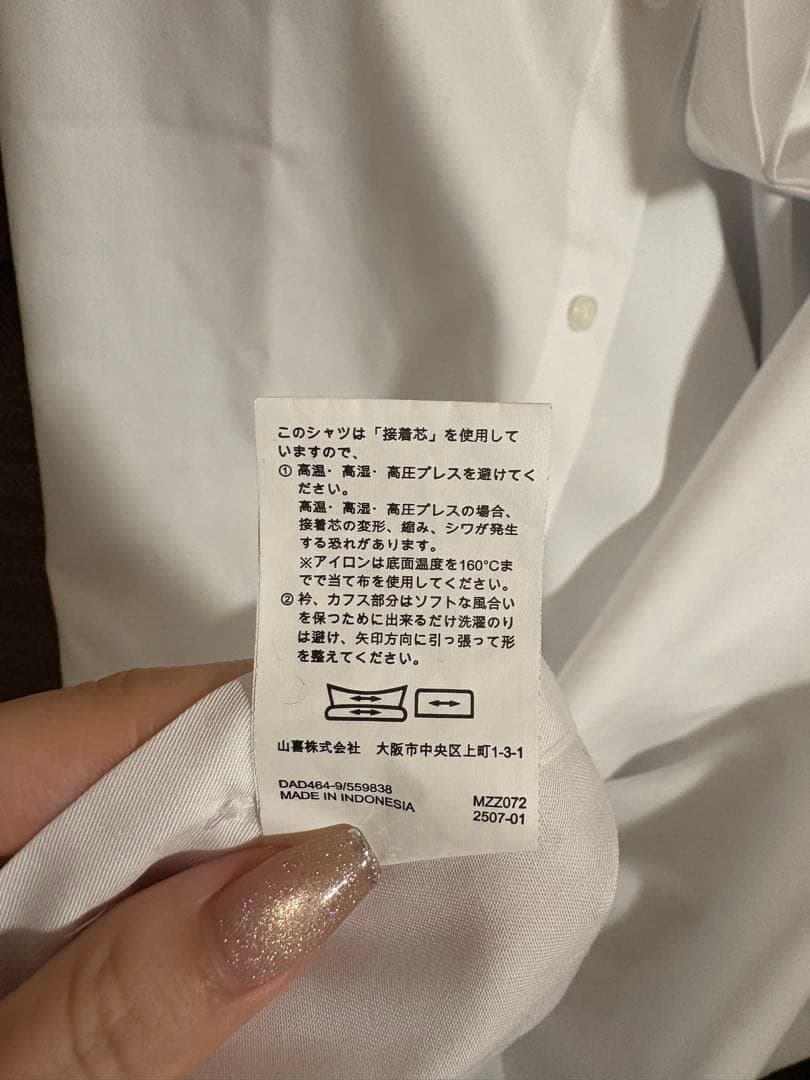 このシャツは「接着芯」を使用して
いますので、
① 高温・高湿・高圧プレスを避けてく
ださい。
高温・高湿・高圧プレスの場合、
接着芯の変形、縮み、シワが発生
する恐れがあります。
※アイロンは底面温度を160°Cま
でで当て布を使用してください。
② 衿、カフス部分はソフトな風合い
を保つために出来るだけ洗濯のり
は避け、矢印方向に引っ張って形
を整えてください。
山喜株式会社 大阪市中央区上町1-3-1
DAD464-9/559838
MADE IN INDONESIA
MZZ072
2507-01